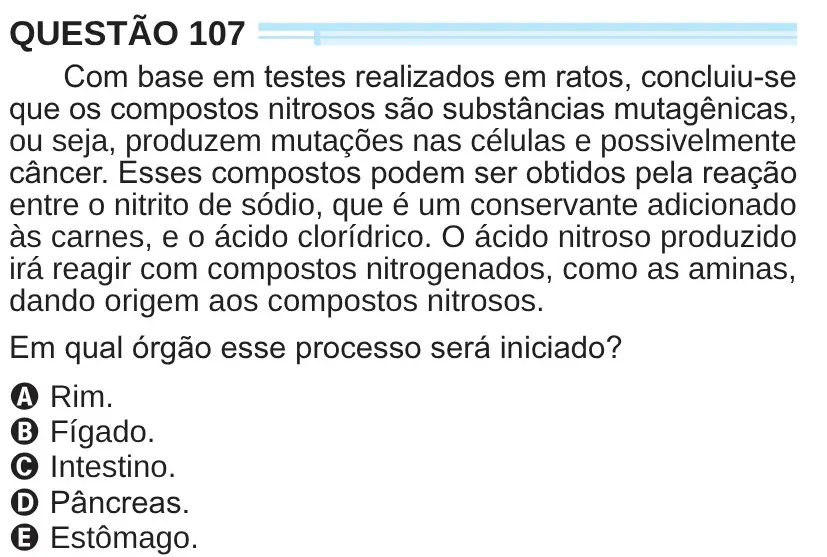 QUESTÃO 107
Com base em testes realizados em ratos, concluiu-se
que os compostos nitrosos são substâncias mutagênicas,
ou seja, produzem mutações nas células e possivelmente
câncer. Esses compostos podem ser obtidos pela reação
entre o nitrito de sódio, que é um conservante adicionado
às carnes, e o ácido clorídrico. O ácido nitroso produzido
irá reagir com compostos nitrogenados, como as aminas,
dando origem aos compostos nitrosos.
Em qual órgão esse processo será iniciado?
A Rim.
B Fígado.
C Intestino.
D Pâncreas.
E Estômago.